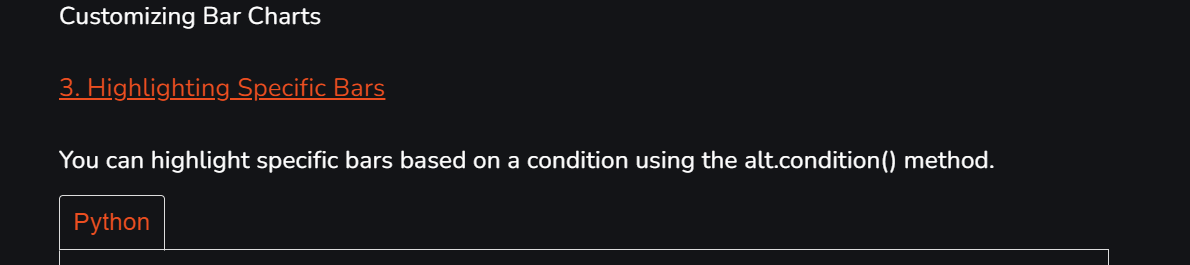 Customizing Bar Charts
3. Highlighting Specific Bars
You can highlight specific bars based on a condition using the alt.condition() method.
Python